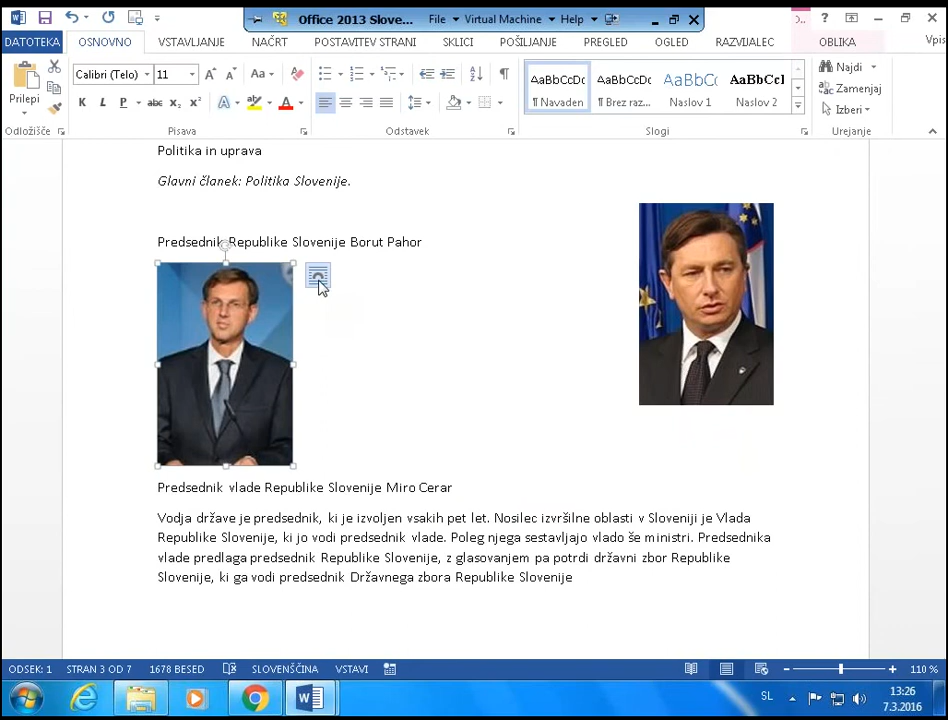 Office 2013 Slove... File Virtual Machine Help
DATOTEKA OSNOVNO VSTAVLJANJE NAČRT POSTAVITEV STRANI SKLICI POŠILJANJE PREGLED OGLED RAZVIJALEC OBLIKA Vpis
Prilepi
Calibri (Telo) 11 Aa
K L P abc x₂ x² A A
AaBbCcDc AaBbCcDc AaBbCc AaBbCcI
¶ Navaden ¶ Brez raz... Naslov 1 Naslov 2
Najdi
Zamenjaj
Izberi
Odložišče Pisava Odstavek Slogi Urejanje
Politika in uprava
Glavni članek: Politika Slovenije.
Predsednik Republike Slovenije Borut Pahor
Predsednik vlade Republike Slovenije Miro Cerar
Vodja države je predsednik, ki je izvoljen vsakih pet let. Nosilec izvršilne oblasti v Sloveniji je Vlada
Republike Slovenije, ki jo vodi predsednik vlade. Poleg njega sestavljajo vlado še ministri. Predsednika
vlade predlaga predsednik Republike Slovenije, z glasovanjem pa potrdi državni zbor Republike
Slovenije, ki ga vodi predsednik Državnega zbora Republike Slovenije
ODSEK: 1 STRAN 3 OD 7 1678 BESED SLOVENŠČINA VSTAVI 110 %
SL 13:26
7.3.2016